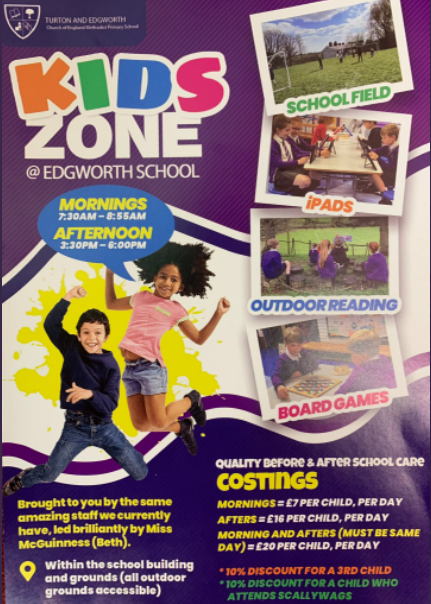 TURTON AND EDGWORTH
Church of England Methodist Primary School
KIDS
ZONE
@ EDGWORTH SCHOOL
MORNINGS
7:30AM – 8:55AM
AFTERNOON
3:30PM – 6:00PM
SCHOOL FIELD
iPADS
OUTDOOR READING
BOARD GAMES
Brought to you by the same
amazing staff we currently
have, led brilliantly by Miss
McGuinness (Beth).
Within the school building
and grounds (all outdoor
grounds accessible)
QUALITY BEFORE & AFTER SCHOOL CARE
COSTINGS
MORNINGS = £7 PER CHILD, PER DAY
AFTERS = £16 PER CHILD, PER DAY
MORNING AND AFTERS (MUST BE SAME
DAY) = £20 PER CHILD, PER DAY
* 10% DISCOUNT FOR A 3RD CHILD
* 10% DISCOUNT FOR A CHILD WHO
ATTENDS SCALLYWAGS